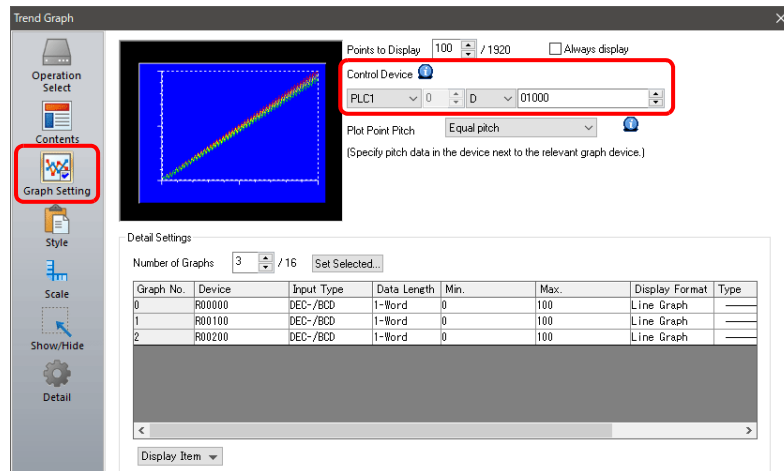 Trend Graph
Operation
Select
Contents
Graph Setting
Style
Scale
Show/Hide
Detail
Points to Display 100 / 1920 Always display
Control Device
PLC1 0 D 01000
Plot Point Pitch Equal pitch
(Specify pitch data in the device next to the relevant graph device.)
Detail Settings
Number of Graphs 3 / 16 Set Selected...
Graph No. Device Input Type Data Length Min. Max. Display Format Type
0 R00000 DEC-/BCD 1-Word 0 100 Line Graph
1 R00100 DEC-/BCD 1-Word 0 100 Line Graph
2 R00200 DEC-/BCD 1-Word 0 100 Line Graph
Display Item